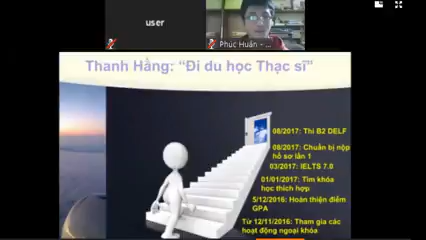 user
Phúc Huấn - ...
Thanh Hằng: “Đi du học Thạc sĩ”
08/2017: Thi B2 DELF
08/2017: Chuẩn bị nộp
hồ sơ lần 1
03/2017: IELTS 7.0
01/01/2017: Tìm khóa
học thích hợp
5/12/2016: Hoàn thiện điểm
GPA
Từ 12/11/2016: Tham gia các
hoạt động ngoại khóa